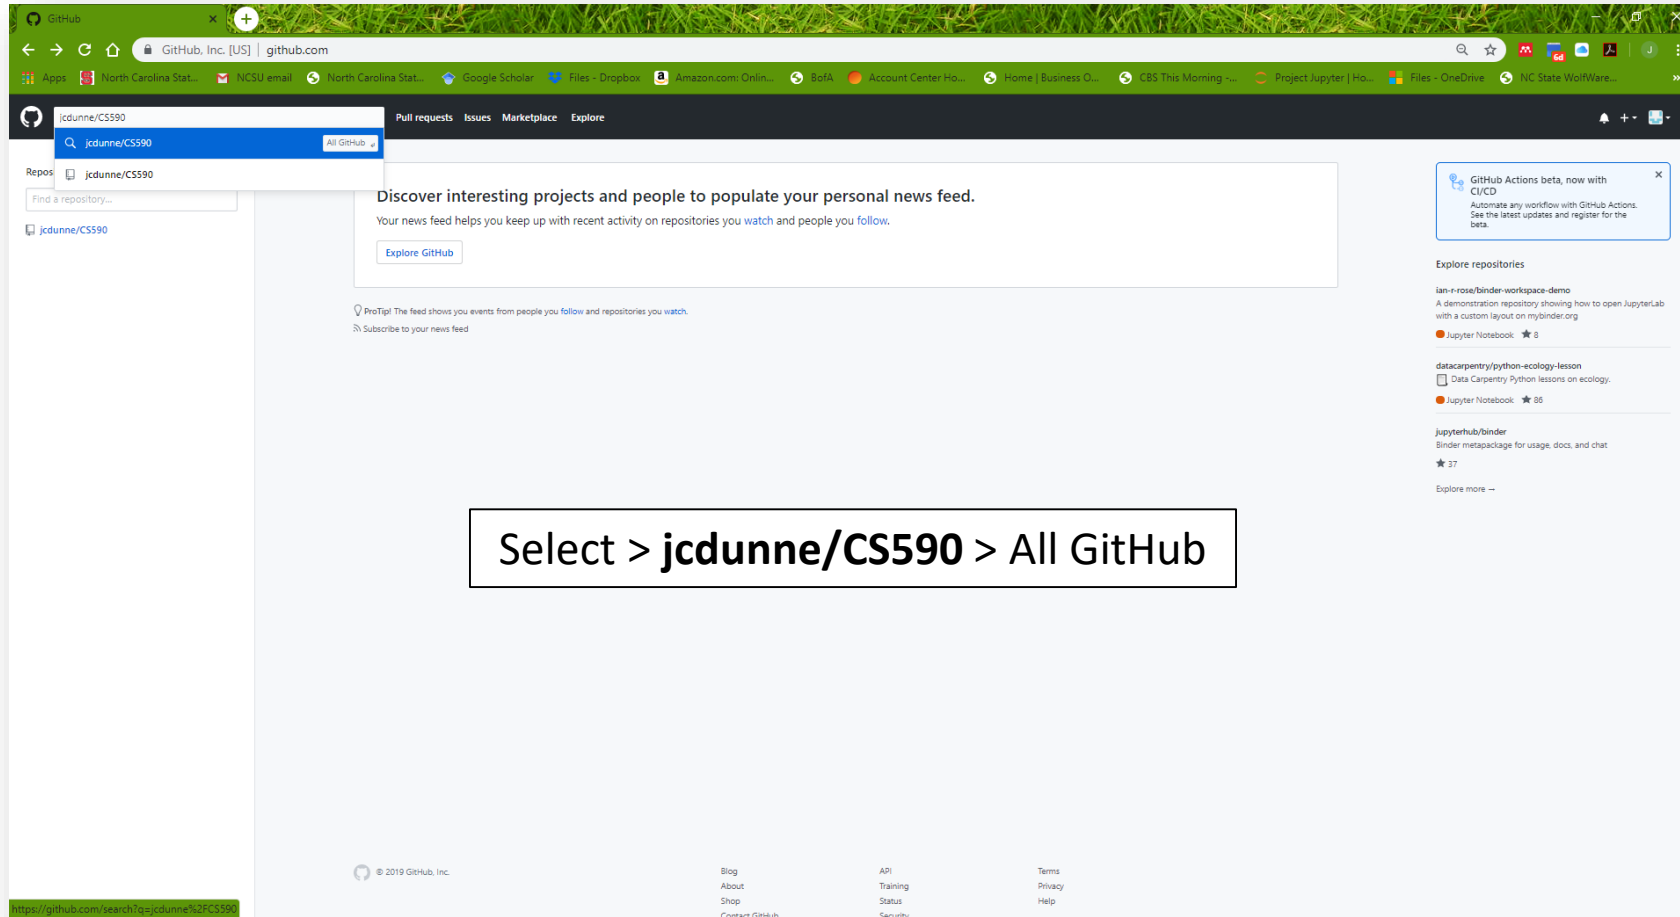 GitHub
GitHub, Inc. [US] | github.com
6d
J
Apps North Carolina Stat... NCSU email North Carolina Stat... Google Scholar Files - Dropbox Amazon.com: Onlin... BofA Account Center Ho... Home | Business O... CBS This Morning -... Project Jupyter | Ho... Files - OneDrive NC State WolfWare... »
jcdunne/CS590 Pull requests Issues Marketplace Explore
jcdunne/CS590 All GitHub
jcdunne/CS590
Repos
Find a repository...
jcdunne/CS590
Discover interesting projects and people to populate your personal news feed.
Your news feed helps you keep up with recent activity on repositories you watch and people you follow.
Explore GitHub
ProTip! The feed shows you events from people you follow and repositories you watch.
Subscribe to your news feed
GitHub Actions beta, now with
CI/CD
Automate any workflow with GitHub Actions.
See the latest updates and register for the
beta.
Explore repositories
ian-r-rose/binder-workspace-demo
A demonstration repository showing how to open JupyterLab
with a custom layout on mybinder.org
Jupyter Notebook ★ 8
datacarpentry/python-ecology-lesson
Data Carpentry Python lessons on ecology.
Jupyter Notebook ★ 86
jupyterhub/binder
Binder metapackage for usage, docs, and chat
★ 37
Explore more →
Select > jcdunne/CS590 > All GitHub
© 2019 GitHub, Inc.
Blog API Terms
About Training Privacy
Shop Status Help
Contact GitHub Security
https://github.com/search?q=jcdunne%2FCS590